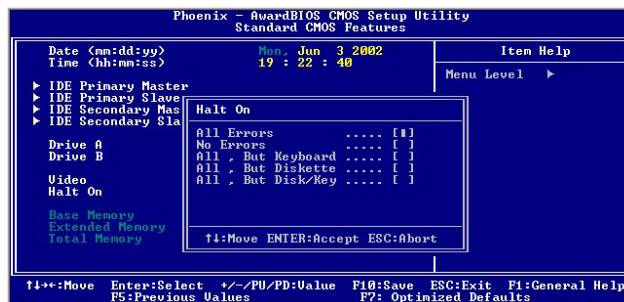 Phoenix - AwardBIOS CMOS Setup Utility
Standard CMOS Features
Date (mm:dd:yy) Mon, Jun 3 2002
Time (hh:mm:ss) 19 : 22 : 40
Item Help
Menu Level ▶
▶ IDE Primary Master
▶ IDE Primary Slave
▶ IDE Secondary Mas
▶ IDE Secondary Sla
Drive A
Drive B
Video
Halt On
Base Memory
Extended Memory
Total Memory
Halt On
All Errors ..... [▮]
No Errors ..... [ ]
All , But Keyboard ..... [ ]
All , But Diskette ..... [ ]
All , But Disk/Key ..... [ ]
↑↓:Move ENTER:Accept ESC:Abort
↑↓→←:Move Enter:Select +/-/PU/PD:Value F10:Save ESC:Exit F1:General Help
F5:Previous Values F7: Optimized Defaults